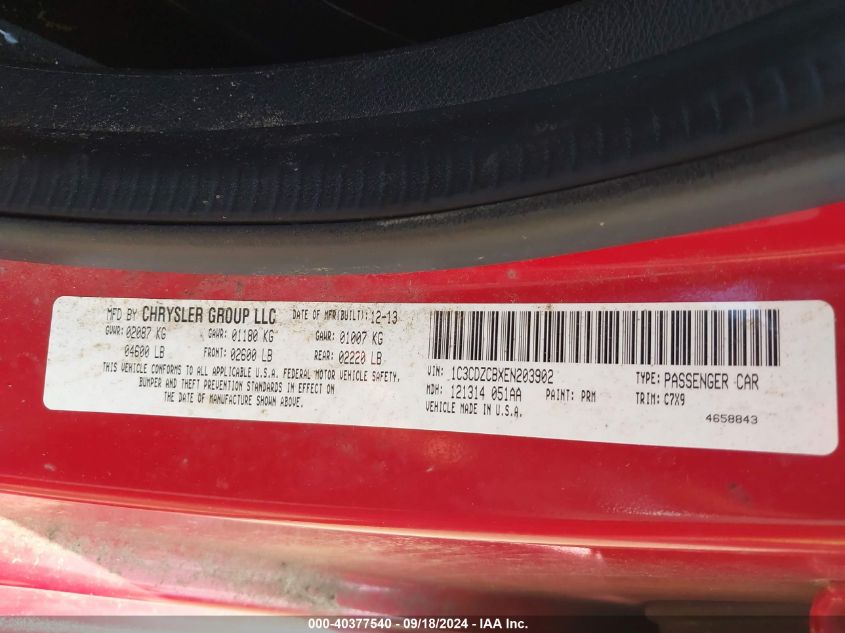 MFD BY CHRYSLER GROUP LLC DATE OF MFR(BUILT): 12-13
GVWR: 02087 KG GAWR: 01180 KG GAWR: 01007 KG
04600 LB FRONT: 02600 LB REAR: 02220 LB
THIS VEHICLE CONFORMS TO ALL APPLICABLE U.S.A. FEDERAL MOTOR VEHICLE SAFETY,
BUMPER AND THEFT PREVENTION STANDARDS IN EFFECT ON
THE DATE OF MANUFACTURE SHOWN ABOVE.
VIN: 1C3CDZCBXEN203902 TYPE: PASSENGER CAR
MDH: 121314 051AA PAINT: PRM TRIM: C7X9
VEHICLE MADE IN U.S.A. 4658843
000-40377540 - 09/18/2024 - IAA Inc.